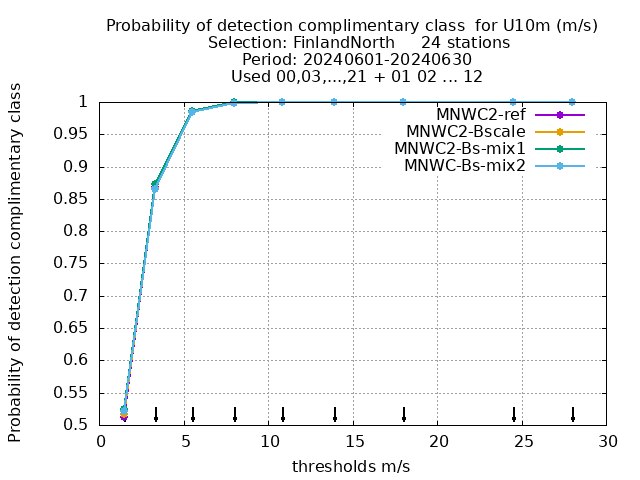 Probability of detection complimentary class  for U10m (m/s)
Selection: FinlandNorth     24 stations
Period: 20240601-20240630
Used 00,03,...,21 + 01 02 ... 12
Probability of detection complimentary class
1
0.95
0.9
0.85
0.8
0.75
0.7
0.65
0.6
0.55
0.5
MNWC2-ref
MNWC2-Bscale
MNWC2-Bs-mix1
MNWC-Bs-mix2
0 5 10 15 20 25 30
thresholds m/s